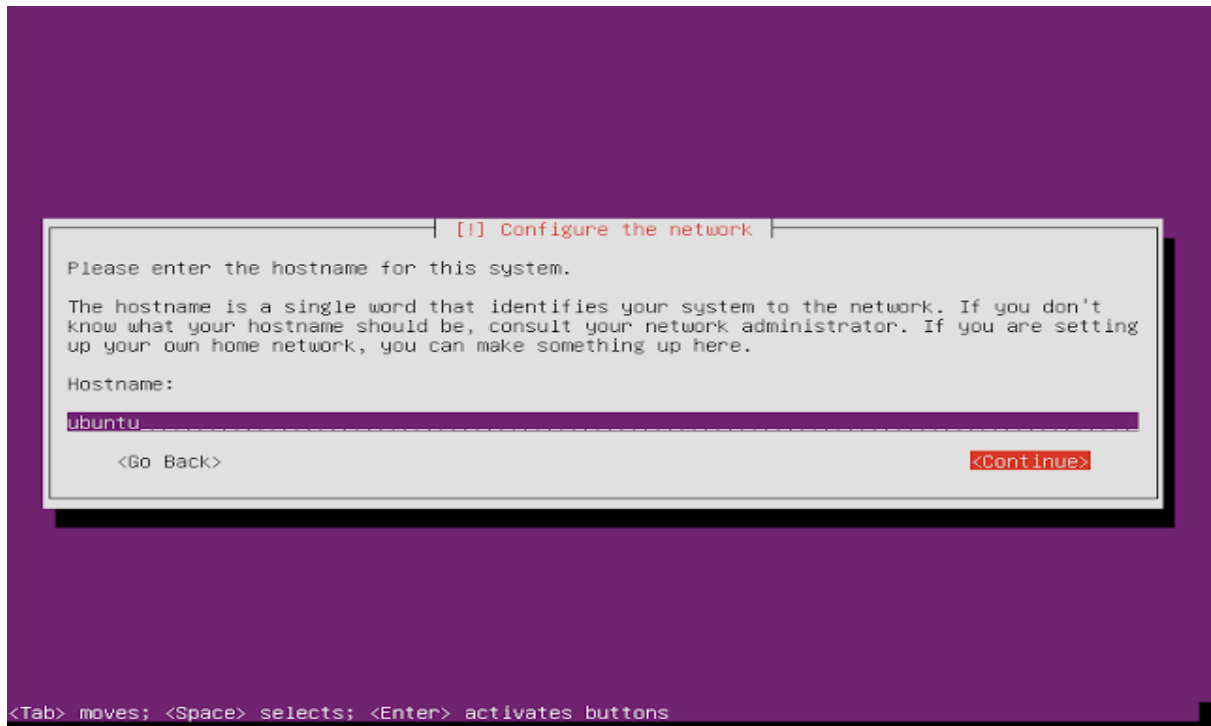 [!] Configure the network
Please enter the hostname for this system.
The hostname is a single word that identifies your system to the network. If you don't
know what your hostname should be, consult your network administrator. If you are setting
up your own home network, you can make something up here.
Hostname:
ubuntu
<Go Back> <Continue>
<Tab> moves; <Space> selects; <Enter> activates buttons